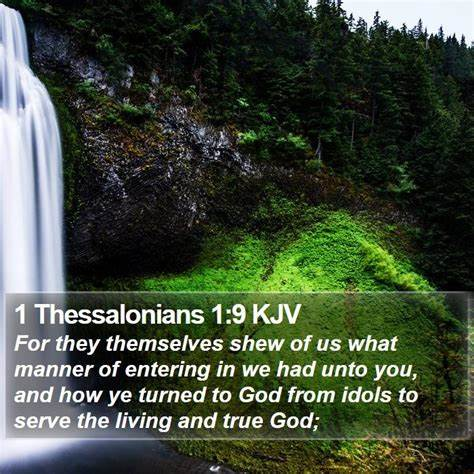 1 Thessalonians 1:9 KJV
For they themselves shew of us what
manner of entering in we had unto you,
and how ye turned to God from idols to
serve the living and true God;